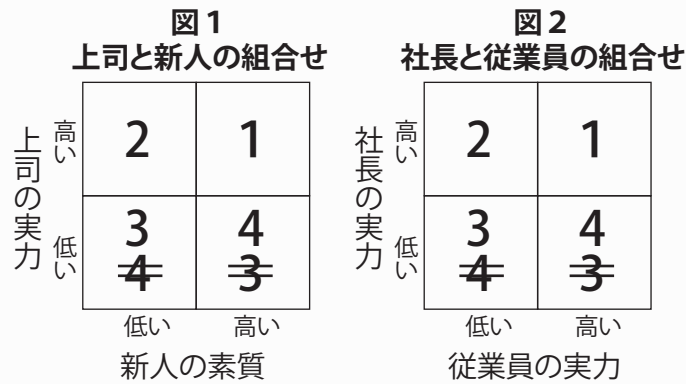 図1
上司と新人の組合せ
上司の実力
高い
低い
2 1
3 4
4 3
低い 高い
新人の素質
図2
社長と従業員の組合せ
社長の実力
高い
低い
2 1
3 4
4 3
低い 高い
従業員の実力